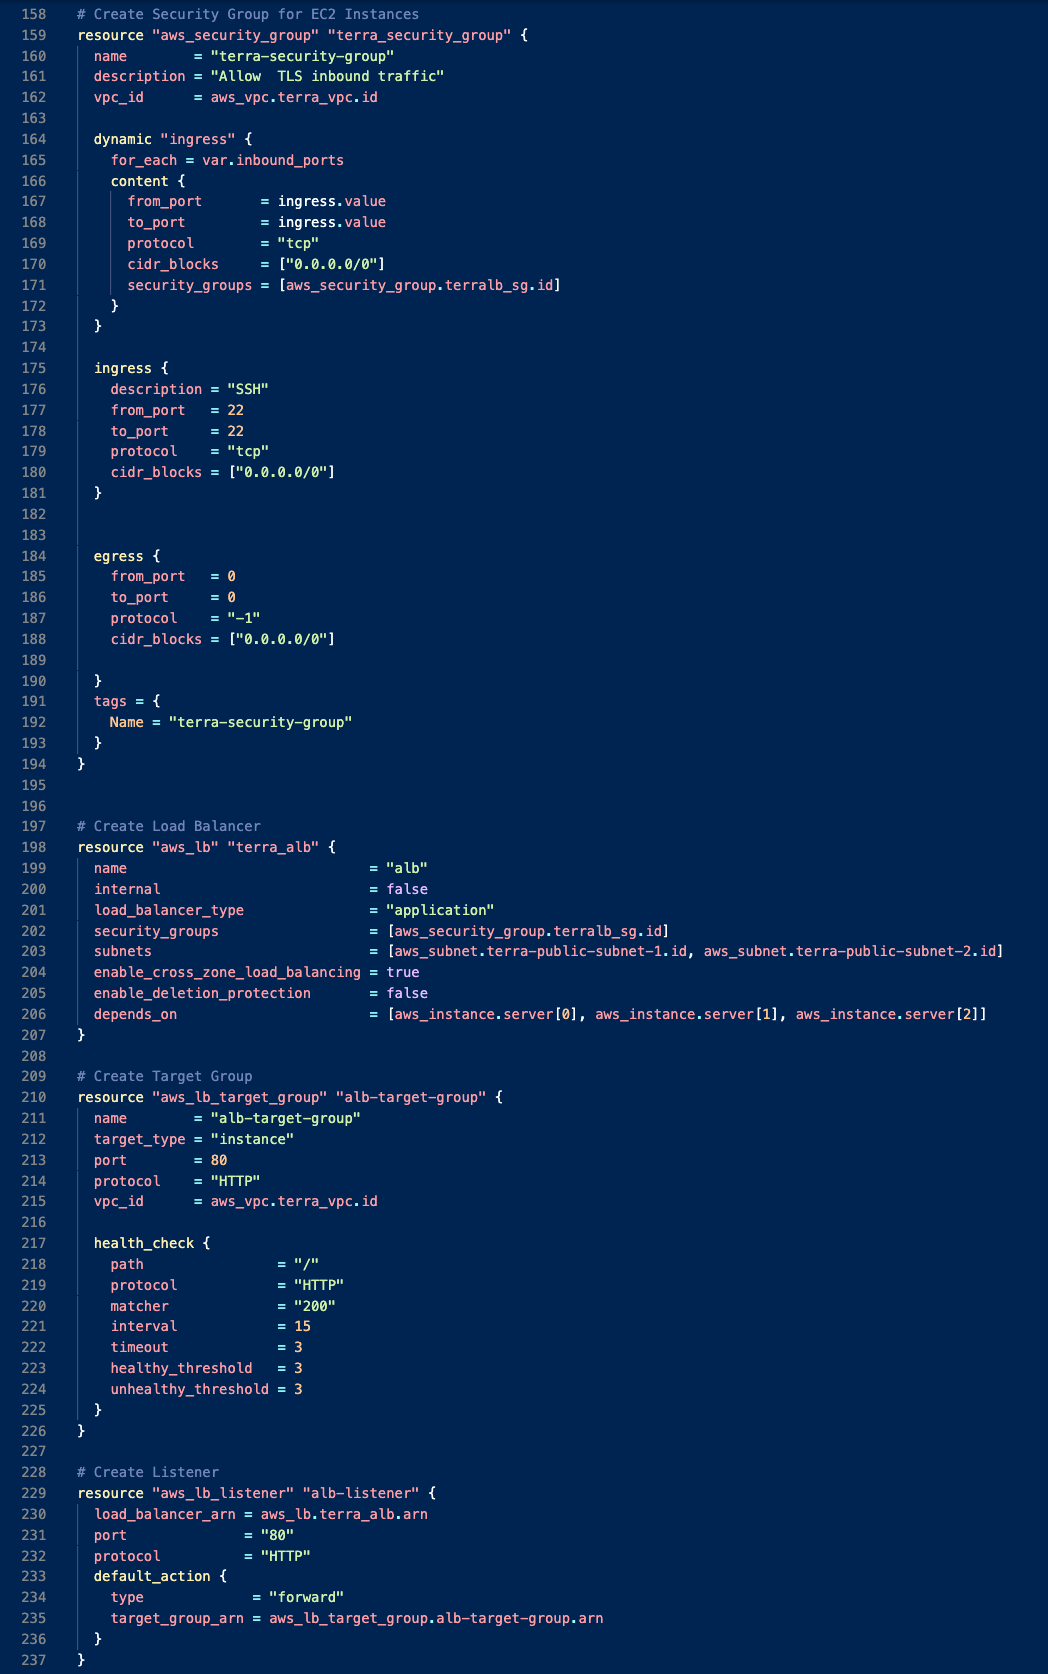 158 # Create Security Group for EC2 Instances
159 resource "aws_security_group" "terra_security_group" {
160   name        = "terra-security-group"
161   description = "Allow  TLS inbound traffic"
162   vpc_id      = aws_vpc.terra_vpc.id
163
164   dynamic "ingress" {
165     for_each = var.inbound_ports
166     content {
167       from_port       = ingress.value
168       to_port         = ingress.value
169       protocol        = "tcp"
170       cidr_blocks     = ["0.0.0.0/0"]
171       security_groups = [aws_security_group.terralb_sg.id]
172     }
173   }
174
175   ingress {
176     description = "SSH"
177     from_port   = 22
178     to_port     = 22
179     protocol    = "tcp"
180     cidr_blocks = ["0.0.0.0/0"]
181   }
182
183
184   egress {
185     from_port   = 0
186     to_port     = 0
187     protocol    = "-1"
188     cidr_blocks = ["0.0.0.0/0"]
189
190   }
191   tags = {
192     Name = "terra-security-group"
193   }
194 }
195
196
197 # Create Load Balancer
198 resource "aws_lb" "terra_alb" {
199   name                             = "alb"
200   internal                         = false
201   load_balancer_type               = "application"
202   security_groups                  = [aws_security_group.terralb_sg.id]
203   subnets                          = [aws_subnet.terra-public-subnet-1.id, aws_subnet.terra-public-subnet-2.id]
204   enable_cross_zone_load_balancing = true
205   enable_deletion_protection       = false
206   depends_on                       = [aws_instance.server[0], aws_instance.server[1], aws_instance.server[2]]
207 }
208
209 # Create Target Group
210 resource "aws_lb_target_group" "alb-target-group" {
211   name        = "alb-target-group"
212   target_type = "instance"
213   port        = 80
214   protocol    = "HTTP"
215   vpc_id      = aws_vpc.terra_vpc.id
216
217   health_check {
218     path                = "/"
219     protocol            = "HTTP"
220     matcher             = "200"
221     interval            = 15
222     timeout             = 3
223     healthy_threshold   = 3
224     unhealthy_threshold = 3
225   }
226 }
227
228 # Create Listener
229 resource "aws_lb_listener" "alb-listener" {
230   load_balancer_arn = aws_lb.terra_alb.arn
231   port              = "80"
232   protocol          = "HTTP"
233   default_action {
234     type             = "forward"
235     target_group_arn = aws_lb_target_group.alb-target-group.arn
236   }
237 }